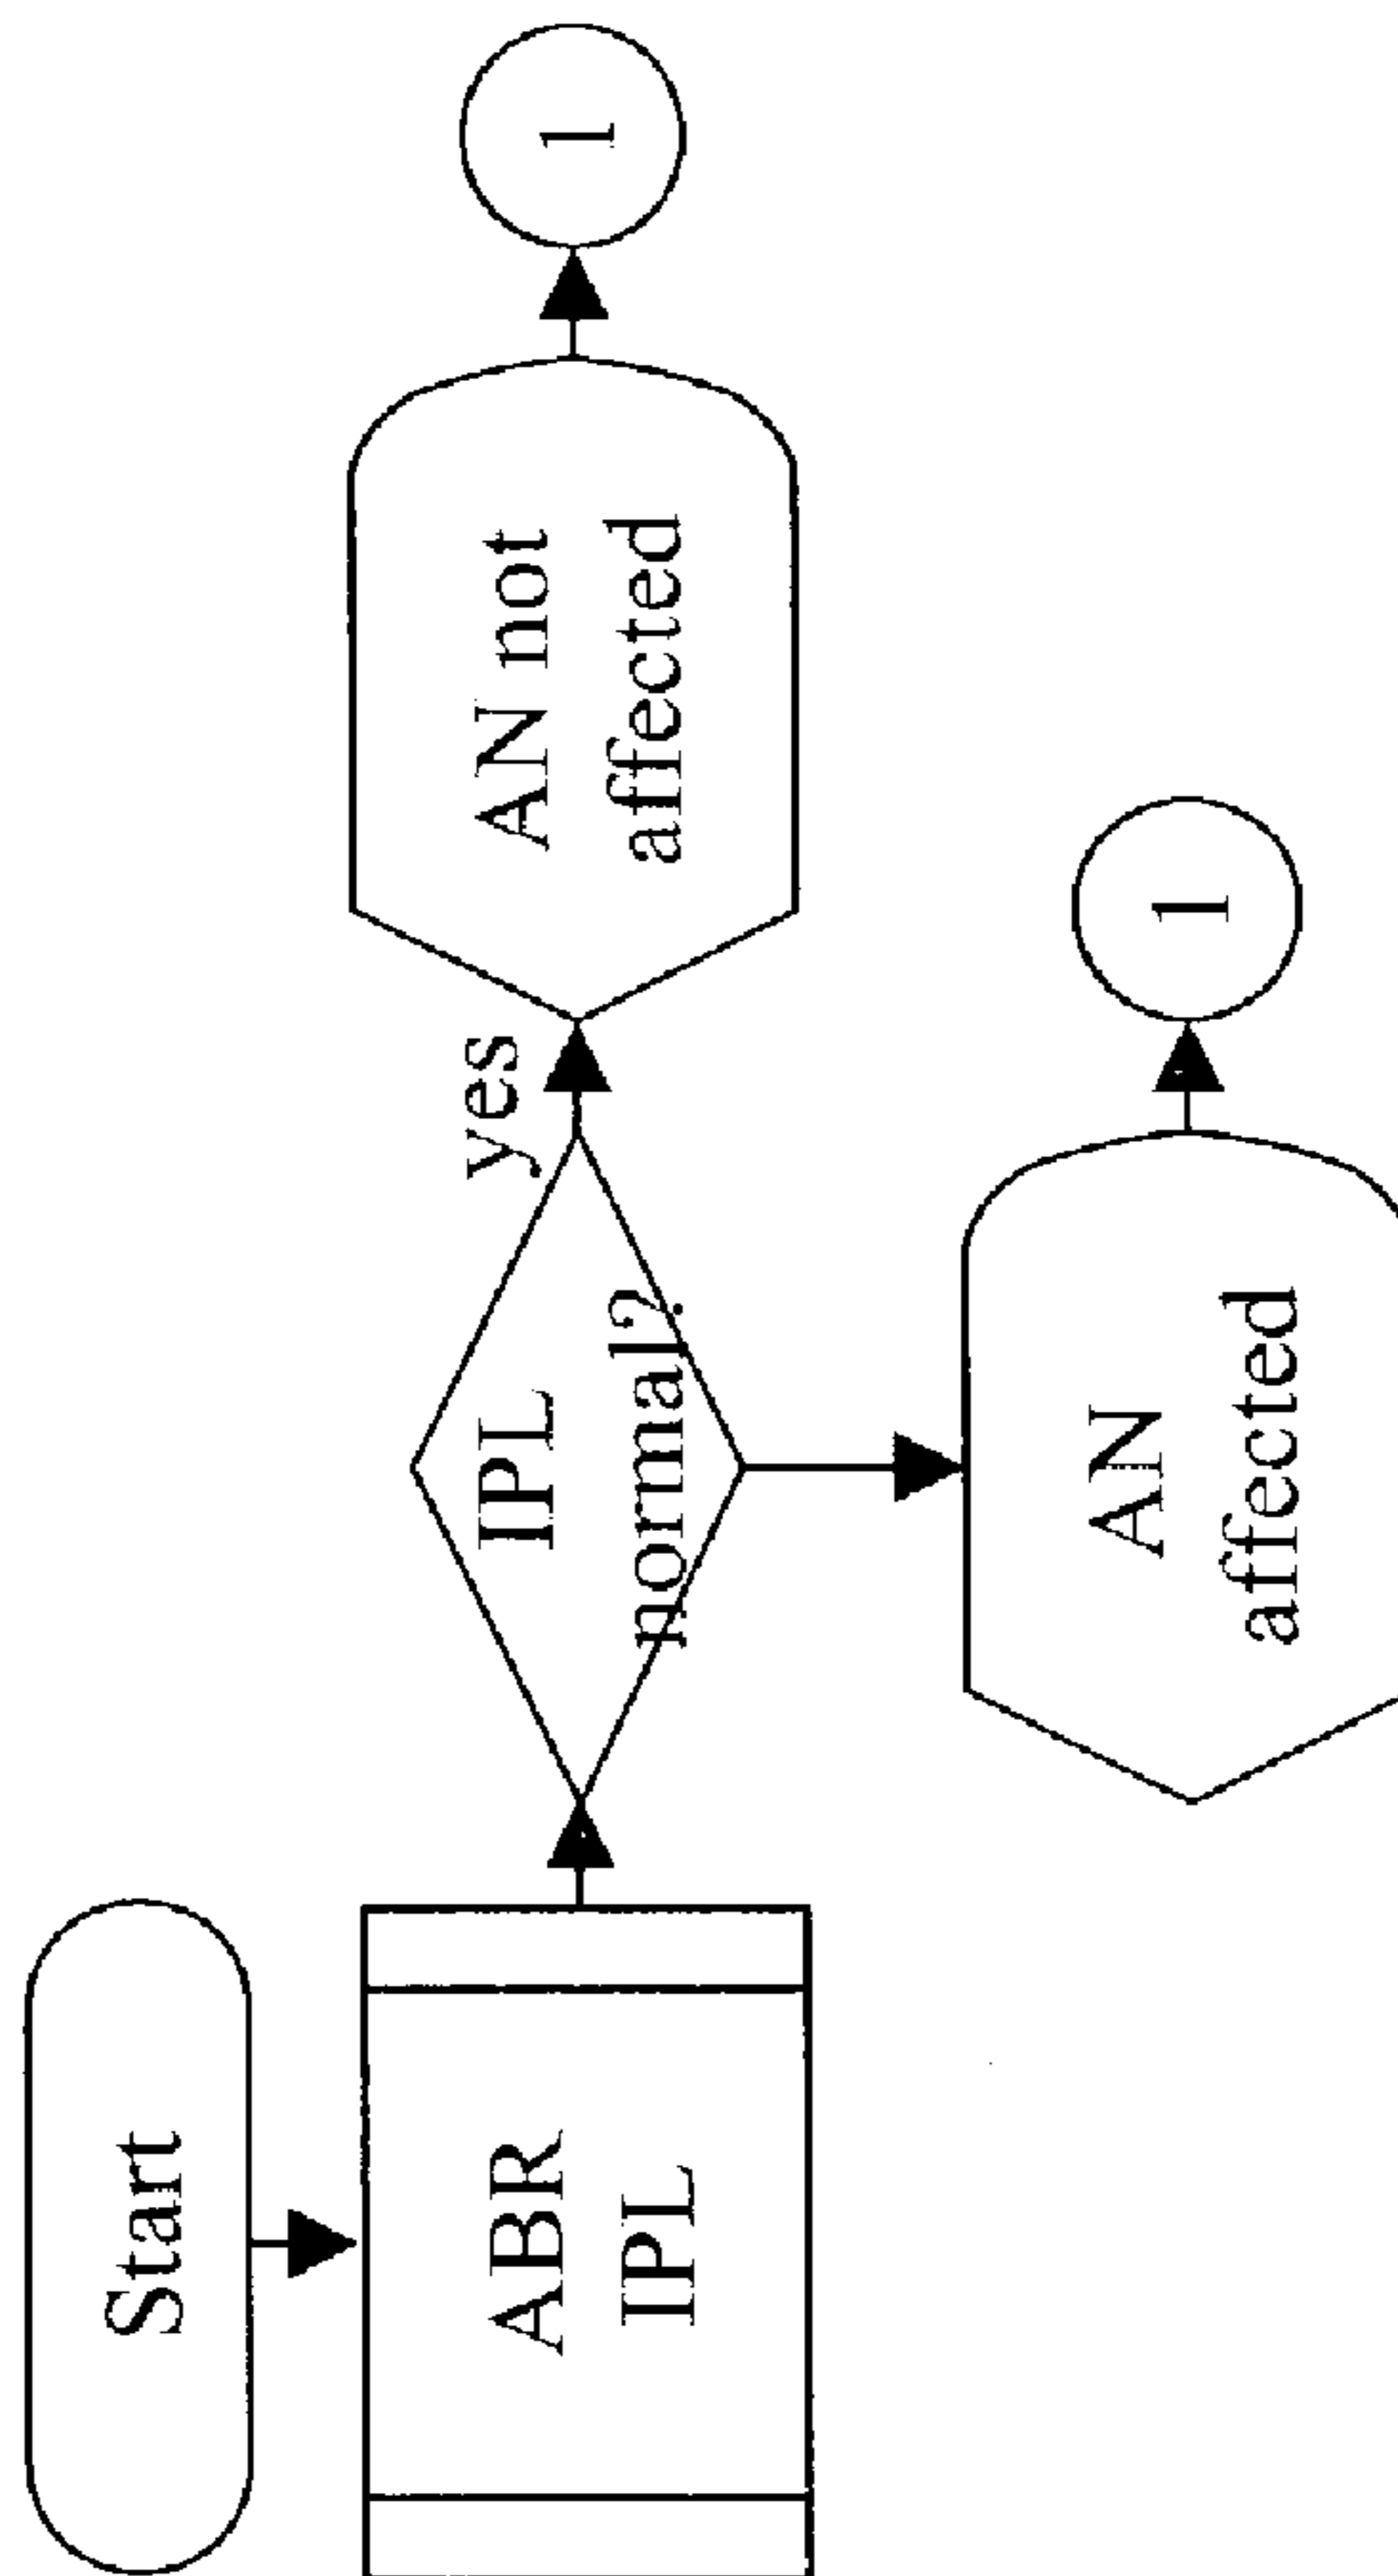 Start
ABR
IPL
IPL
normal?
yes
AN not
affected
1
AN
affected
1